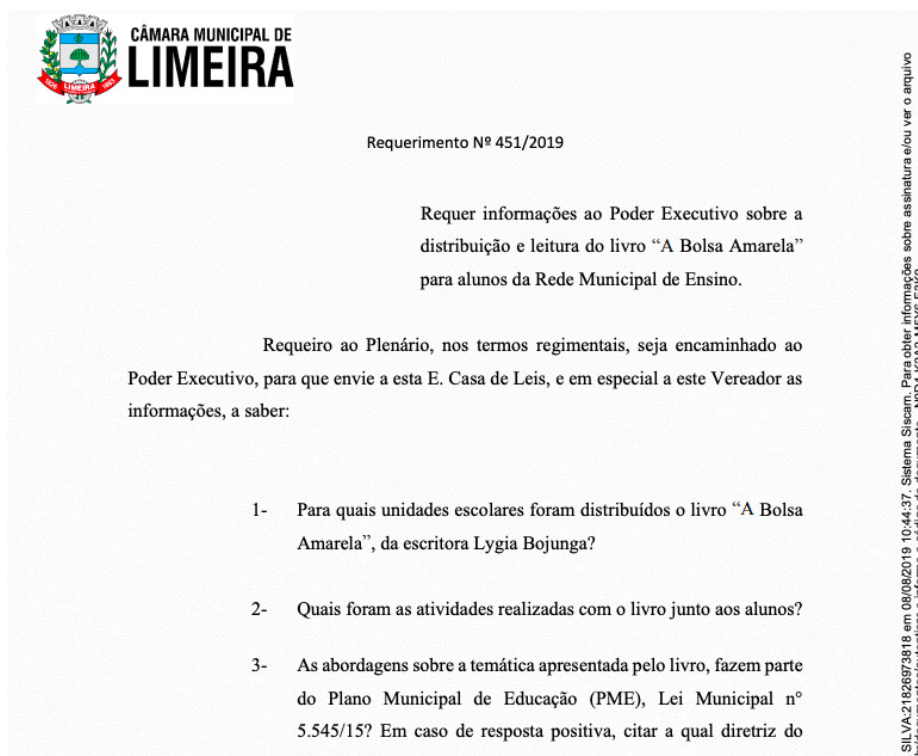 CÂMARA MUNICIPAL DE
LIMEIRA
1826 LIMEIRA 1863
Requerimento Nº 451/2019
Requer informações ao Poder Executivo sobre a
distribuição e leitura do livro “A Bolsa Amarela”
para alunos da Rede Municipal de Ensino.
Requeiro ao Plenário, nos termos regimentais, seja encaminhado ao
Poder Executivo, para que envie a esta E. Casa de Leis, e em especial a este Vereador as
informações, a saber:
1- Para quais unidades escolares foram distribuídos o livro “A Bolsa
Amarela”, da escritora Lygia Bojunga?
2- Quais foram as atividades realizadas com o livro junto aos alunos?
3- As abordagens sobre a temática apresentada pelo livro, fazem parte
do Plano Municipal de Educação (PME), Lei Municipal n°
5.545/15? Em caso de resposta positiva, citar a qual diretriz do
SILVA:21826973818 em 08/08/2019 10:44:37. Sistema Siscam. Para obter informações sobre assinatura e/ou ver o arquivo